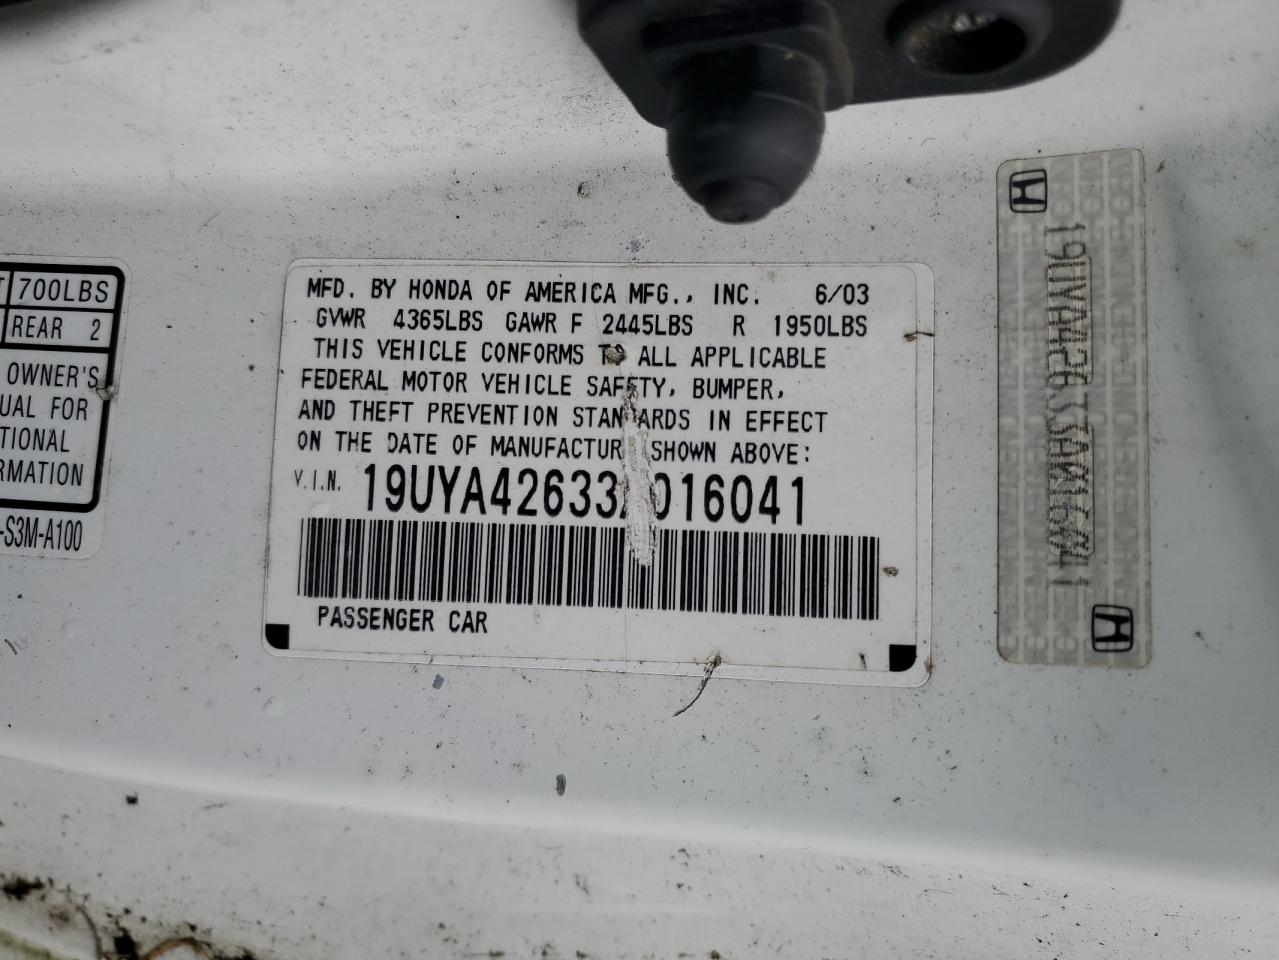 700LBS
REAR 2
OWNER'S
UAL FOR
TIONAL
RMATION
-S3M-A100
MFD. BY HONDA OF AMERICA MFG., INC. 6/03
GVWR 4365LBS GAWR F 2445LBS R 1950LBS
THIS VEHICLE CONFORMS TO ALL APPLICABLE
FEDERAL MOTOR VEHICLE SAFETY, BUMPER,
AND THEFT PREVENTION STANDARDS IN EFFECT
ON THE DATE OF MANUFACTURE SHOWN ABOVE:
V.I.N. 19UYA42633A016041
PASSENGER CAR
19UYA42633A016041